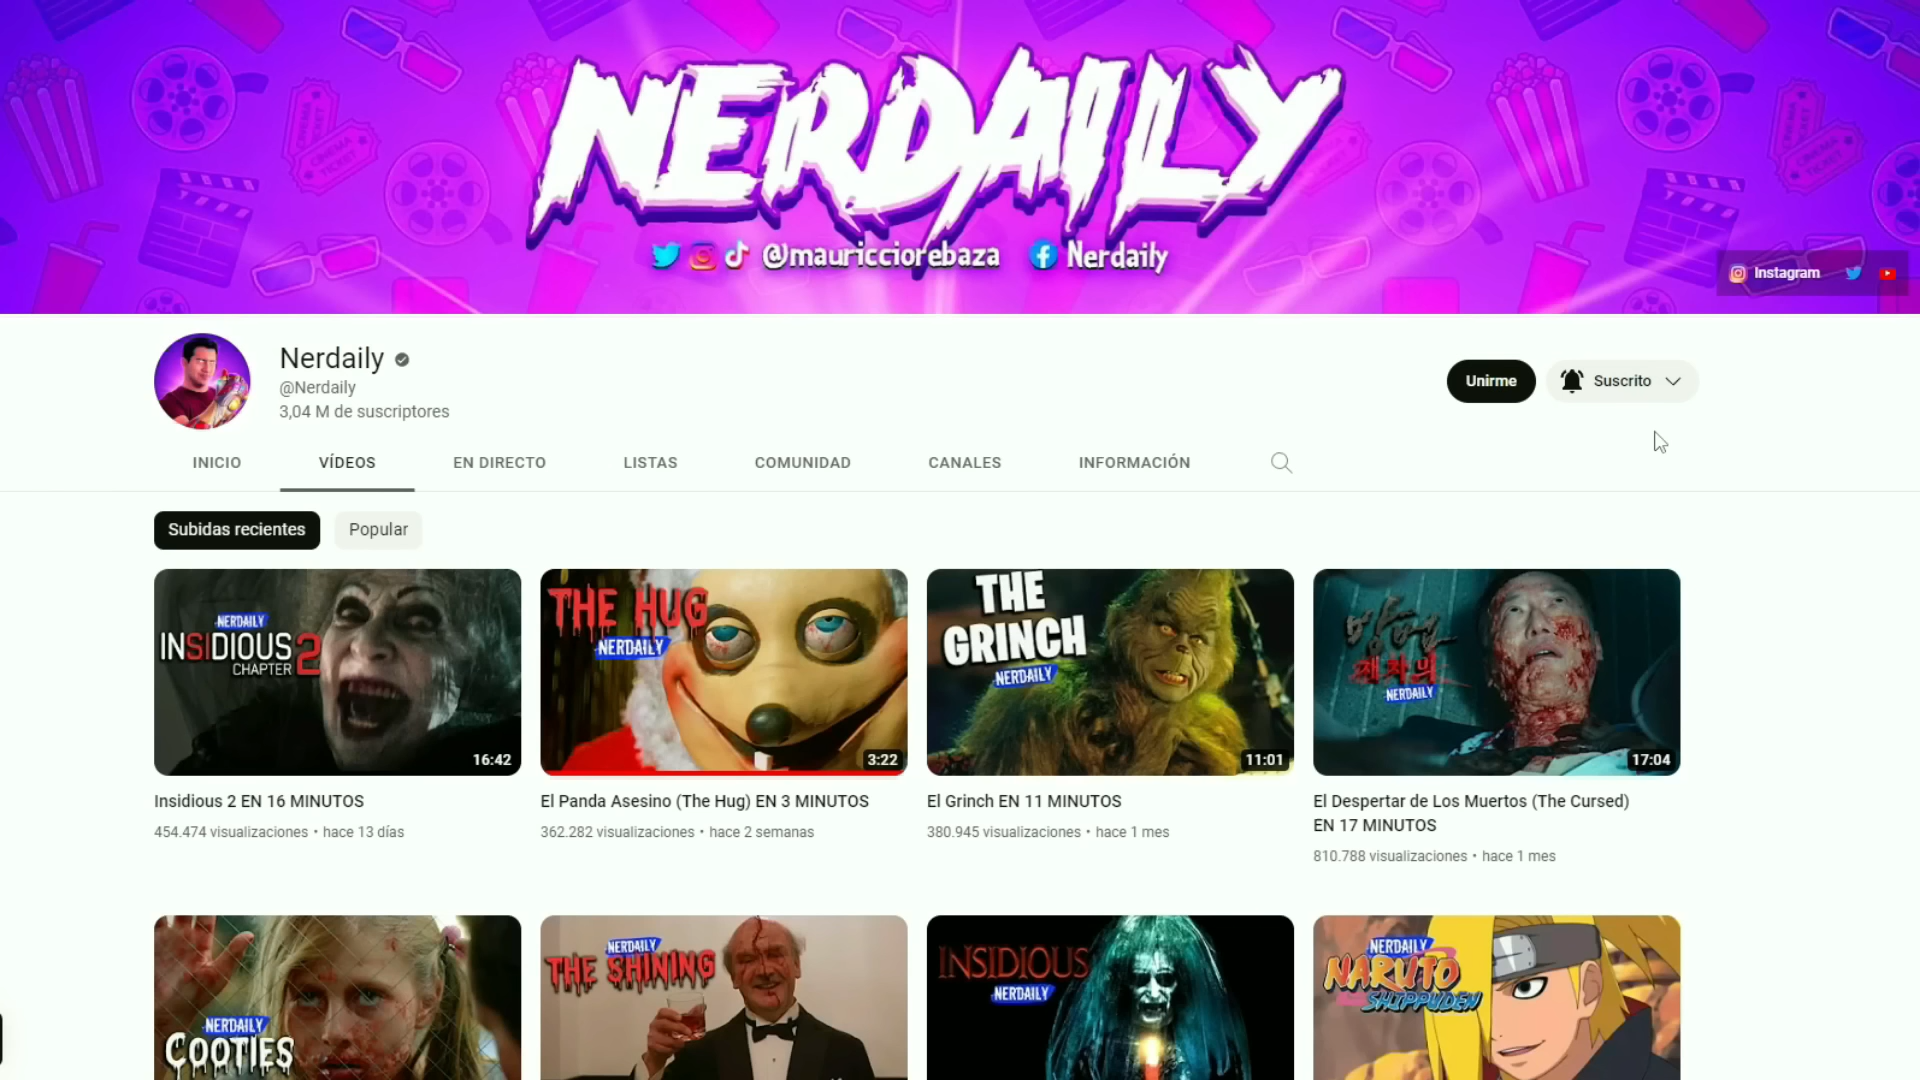 NERDAILY
@mauricciorebaza Nerdaily
Instagram
Nerdaily
@Nerdaily
3,04 M de suscriptores
Unirme
Suscrito
INICIO
VÍDEOS
EN DIRECTO
LISTAS
COMUNIDAD
CANALES
INFORMACIÓN
Subidas recientes
Popular
NERDAILY
INSIDIOUS 2
CHAPTER
16:42
THE HUG
NERDAILY
3:22
THE
GRINCH
NERDAILY
11:01
방법
재차의
NERDAILY
17:04
Insidious 2 EN 16 MINUTOS
454.474 visualizaciones • hace 13 días
El Panda Asesino (The Hug) EN 3 MINUTOS
362.282 visualizaciones • hace 2 semanas
El Grinch EN 11 MINUTOS
380.945 visualizaciones • hace 1 mes
El Despertar de Los Muertos (The Cursed)
EN 17 MINUTOS
810.788 visualizaciones • hace 1 mes
NERDAILY
COOTIES
NERDAILY
THE SHINING
INSIDIOUS
NERDAILY
NERDAILY
NARUTO
SHIPPUDEN